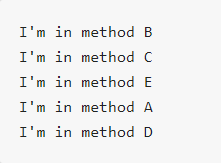 I'm in method B
I'm in method C
I'm in method E
I'm in method A
I'm in method D